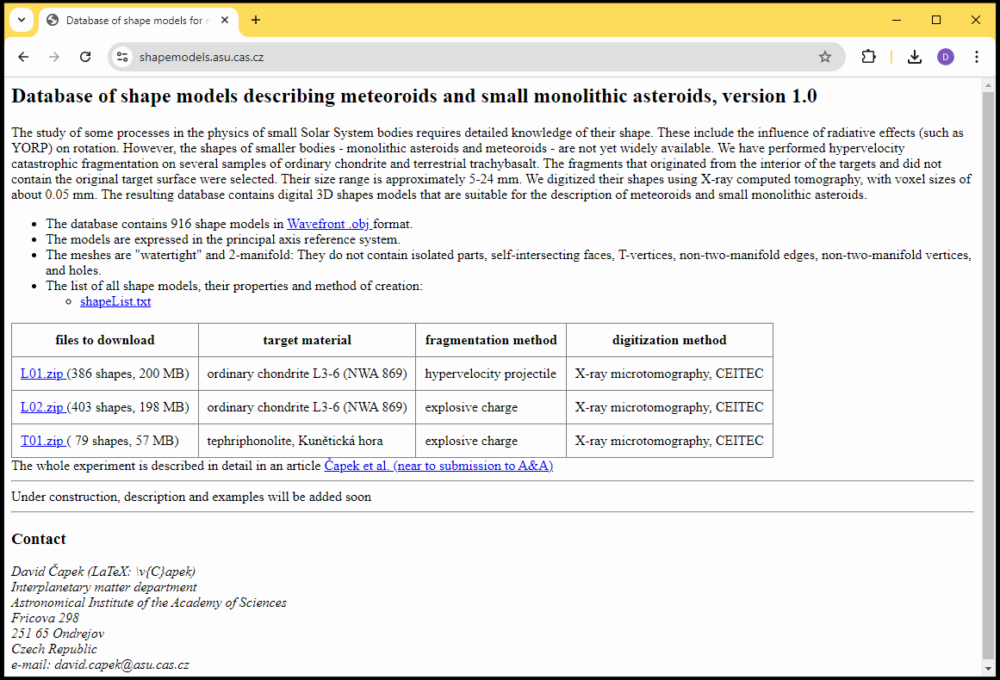 Database of shape models for
shapemodels.asu.cas.cz
D
Database of shape models describing meteoroids and small monolithic asteroids, version 1.0
The study of some processes in the physics of small Solar System bodies requires detailed knowledge of their shape. These include the influence of radiative effects (such as
YORP) on rotation. However, the shapes of smaller bodies - monolithic asteroids and meteoroids - are not yet widely available. We have performed hypervelocity
catastrophic fragmentation on several samples of ordinary chondrite and terrestrial trachybasalt. The fragments that originated from the interior of the targets and did not
contain the original target surface were selected. Their size range is approximately 5-24 mm. We digitized their shapes using X-ray computed tomography, with voxel sizes of
about 0.05 mm. The resulting database contains digital 3D shapes models that are suitable for the description of meteoroids and small monolithic asteroids.
• The database contains 916 shape models in Wavefront .obj format.
• The models are expressed in the principal axis reference system.
• The meshes are "watertight" and 2-manifold: They do not contain isolated parts, self-intersecting faces, T-vertices, non-two-manifold edges, non-two-manifold vertices,
and holes.
• The list of all shape models, their properties and method of creation:
◦ shapeList.txt
files to download target material fragmentation method digitization method
L01.zip (386 shapes, 200 MB) ordinary chondrite L3-6 (NWA 869) hypervelocity projectile X-ray microtomography, CEITEC
L02.zip (403 shapes, 198 MB) ordinary chondrite L3-6 (NWA 869) explosive charge X-ray microtomography, CEITEC
T01.zip ( 79 shapes, 57 MB) tephriphonolite, Kunětická hora explosive charge X-ray microtomography, CEITEC
The whole experiment is described in detail in an article Čapek et al. (near to submission to A&A)
Under construction, description and examples will be added soon
Contact
David Čapek (LaTeX: \v{C}apek)
Interplanetary matter department
Astronomical Institute of the Academy of Sciences
Fricova 298
251 65 Ondrejov
Czech Republic
e-mail: david.capek@asu.cas.cz